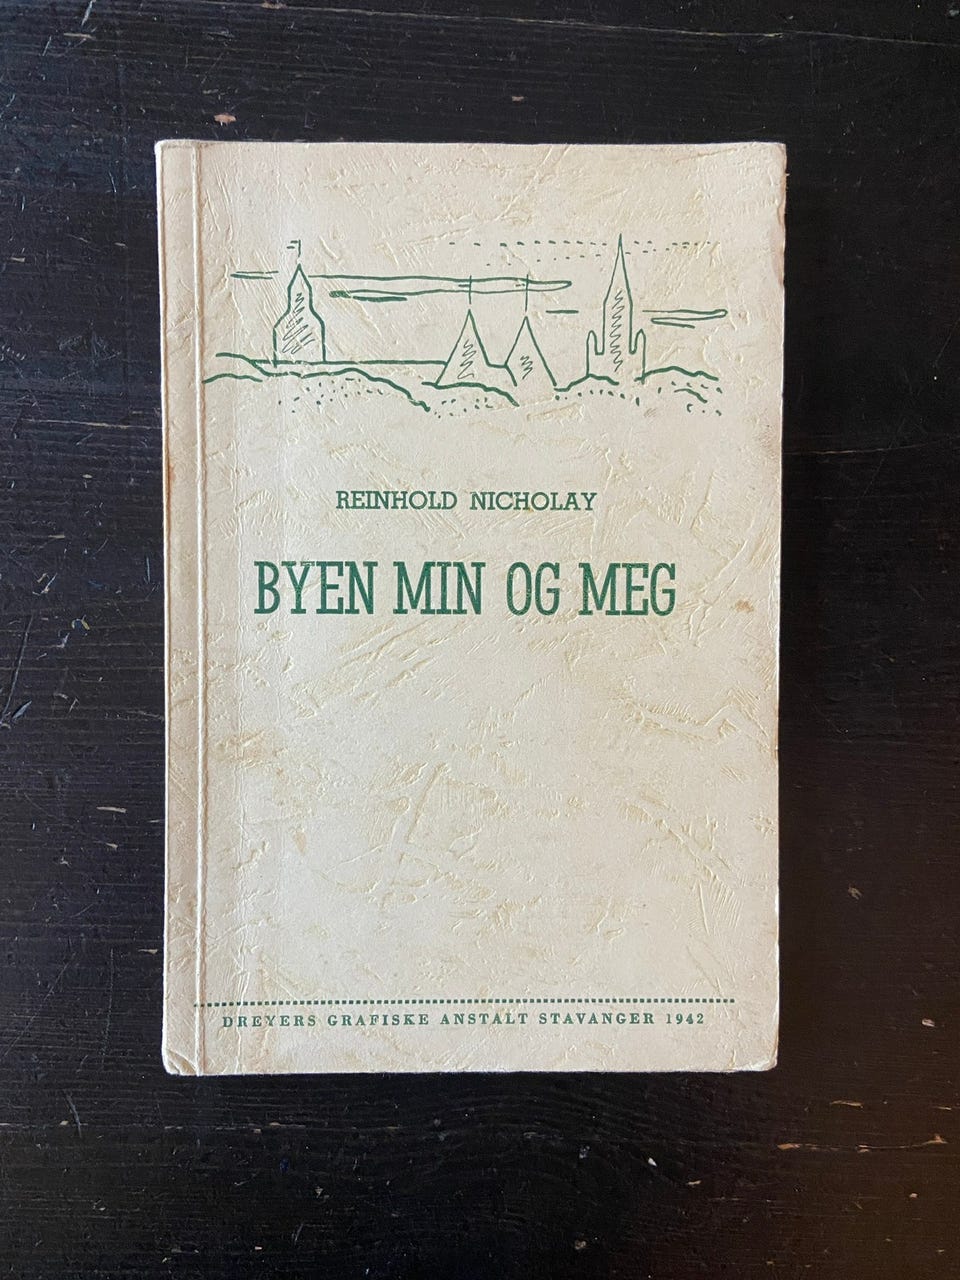 REINHOLD NICHOLAY
BYEN MIN OG MEG
DREYERS GRAFISKE ANSTALT STAVANGER 1942